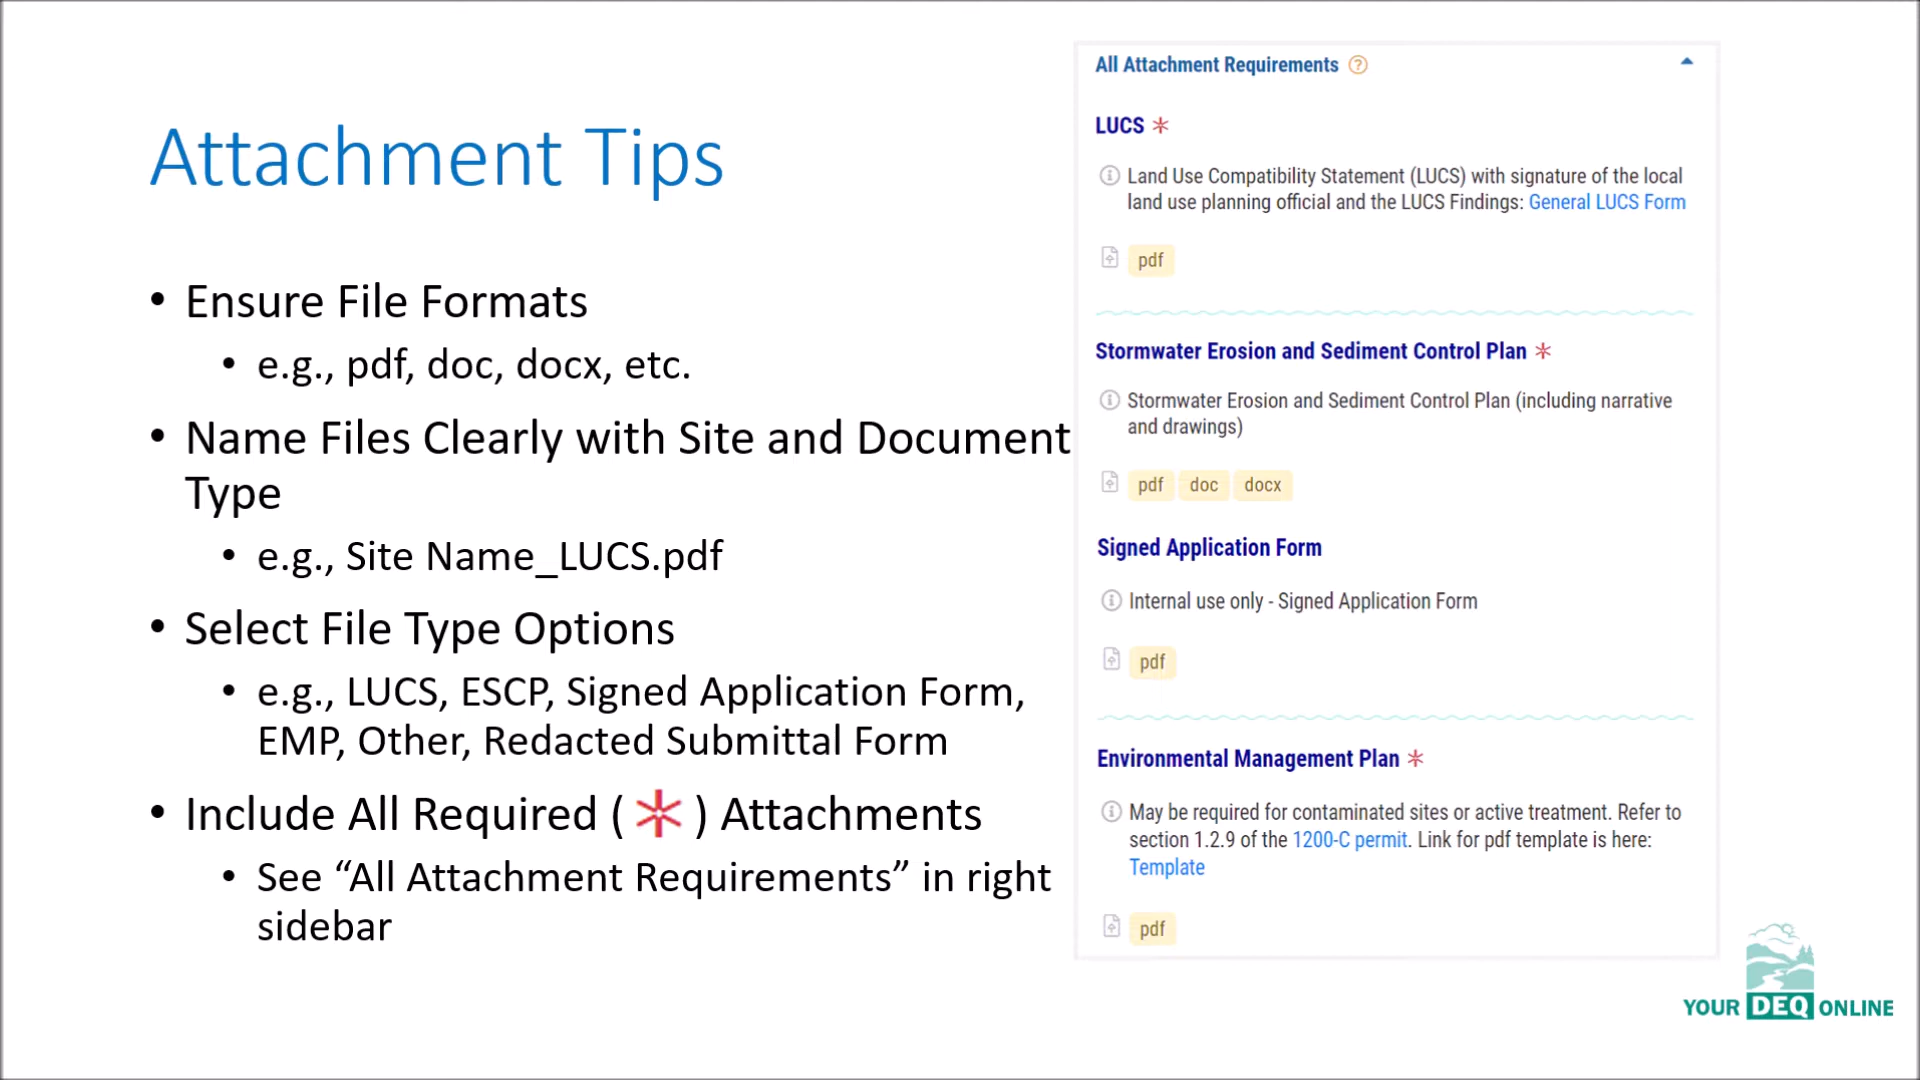 Attachment Tips
• Ensure File Formats
• e.g., pdf, doc, docx, etc.
• Name Files Clearly with Site and Document
Type
• e.g., Site Name_LUCS.pdf
• Select File Type Options
• e.g., LUCS, ESCP, Signed Application Form,
EMP, Other, Redacted Submittal Form
• Include All Required ( * ) Attachments
• See “All Attachment Requirements” in right
sidebar
All Attachment Requirements ?
LUCS *
Land Use Compatibility Statement (LUCS) with signature of the local
land use planning official and the LUCS Findings: General LUCS Form
pdf
Stormwater Erosion and Sediment Control Plan *
Stormwater Erosion and Sediment Control Plan (including narrative
and drawings)
pdf doc docx
Signed Application Form
Internal use only - Signed Application Form
pdf
Environmental Management Plan *
May be required for contaminated sites or active treatment. Refer to
section 1.2.9 of the 1200-C permit. Link for pdf template is here:
Template
pdf
YOUR DEQ ONLINE